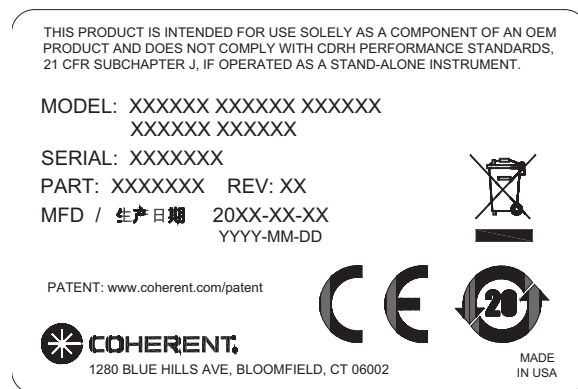 THIS PRODUCT IS INTENDED FOR USE SOLELY AS A COMPONENT OF AN OEM
PRODUCT AND DOES NOT COMPLY WITH CDRH PERFORMANCE STANDARDS,
21 CFR SUBCHAPTER J, IF OPERATED AS A STAND-ALONE INSTRUMENT.
MODEL: XXXXXX XXXXXX XXXXXX
XXXXXX XXXXXX
SERIAL: XXXXXXX
PART: XXXXXXX REV: XX
MFD / 生产日期 20XX-XX-XX
YYYY-MM-DD
PATENT: www.coherent.com/patent
CE
20
COHERENT.
1280 BLUE HILLS AVE, BLOOMFIELD, CT 06002
MADE
IN USA